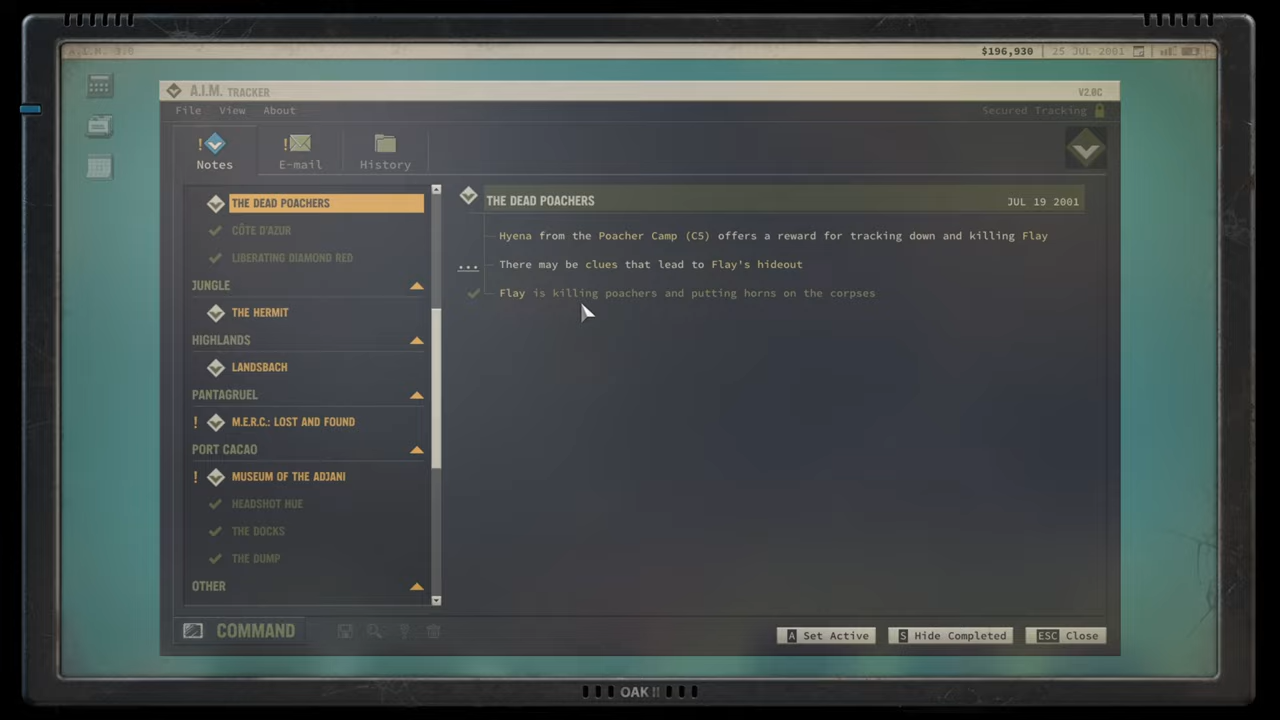 A.I.M. 3.0
$196,930 | 25 JUL 2001
A.I.M. TRACKER
V2.0C
File View About
Secured Tracking
! Notes
! E-mail
History
THE DEAD POACHERS
CÔTE D'AZUR
LIBERATING DIAMOND RED
JUNGLE
THE HERMIT
HIGHLANDS
LANDSBACH
PANTAGRUEL
! M.E.R.C.: LOST AND FOUND
PORT CACAO
! MUSEUM OF THE ADJANI
HEADSHOT HUE
THE DOCKS
THE DUMP
OTHER
THE DEAD POACHERS
JUL 19 2001
Hyena from the Poacher Camp (C5) offers a reward for tracking down and killing Flay
... There may be clues that lead to Flay's hideout
Flay is killing poachers and putting horns on the corpses
COMMAND
A Set Active
S Hide Completed
ESC Close
OAK II